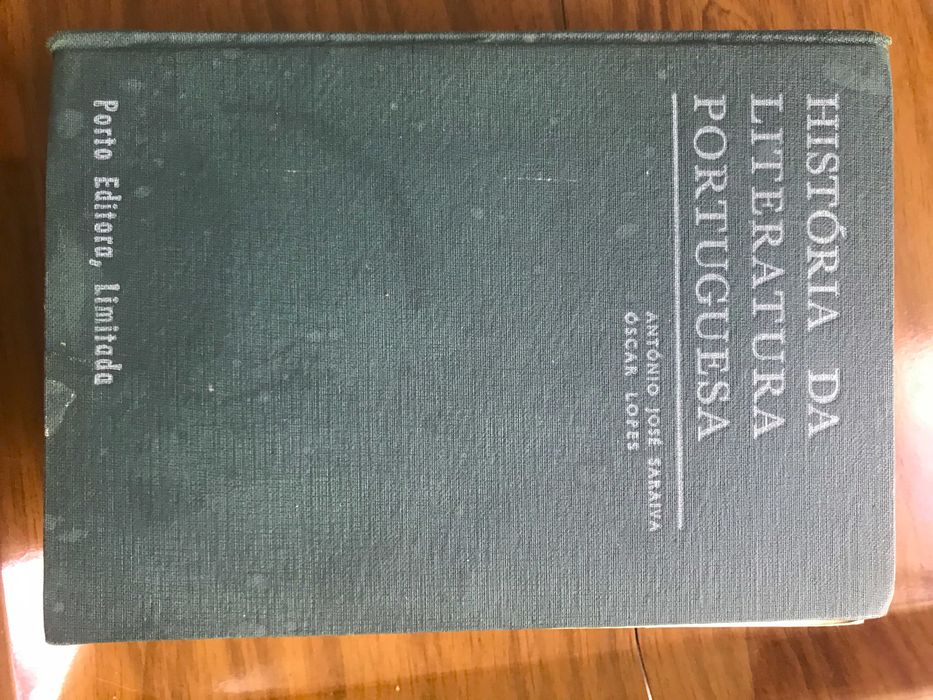 HISTÓRIA DA
LITERATURA
PORTUGUESA
ANTÓNIO JOSÉ SARAIVA
ÓSCAR LOPES
Porto Editora, Limitada